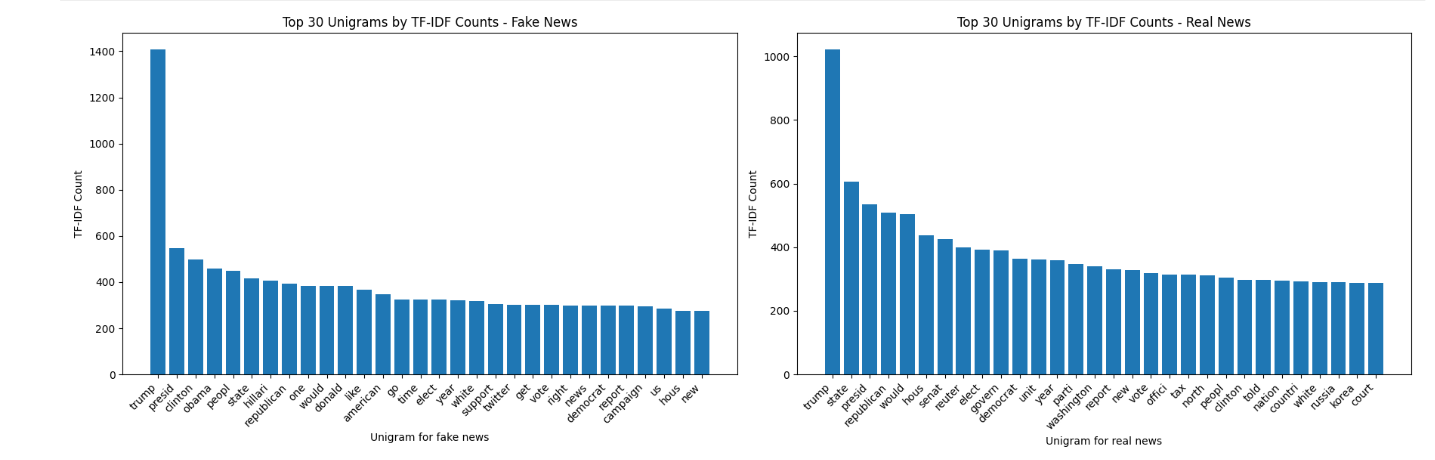 Top 30 Unigrams by TF-IDF Counts - Fake News
TF-IDF Count
1400
1200
1000
800
600
400
200
0
trump
presid
clinton
obama
peopl
state
hillari
republican
one
would
donald
like
american
go
time
elect
year
white
support
twitter
get
vote
right
news
democrat
report
campaign
us
hous
new
Unigram for fake news
Top 30 Unigrams by TF-IDF Counts - Real News
TF-IDF Count
1000
800
600
400
200
0
trump
state
presid
republican
would
hous
senat
reuter
elect
govern
democrat
unit
year
parti
washington
report
new
vote
offici
tax
north
peopl
clinton
told
nation
countri
white
russia
korea
court
Unigram for real news